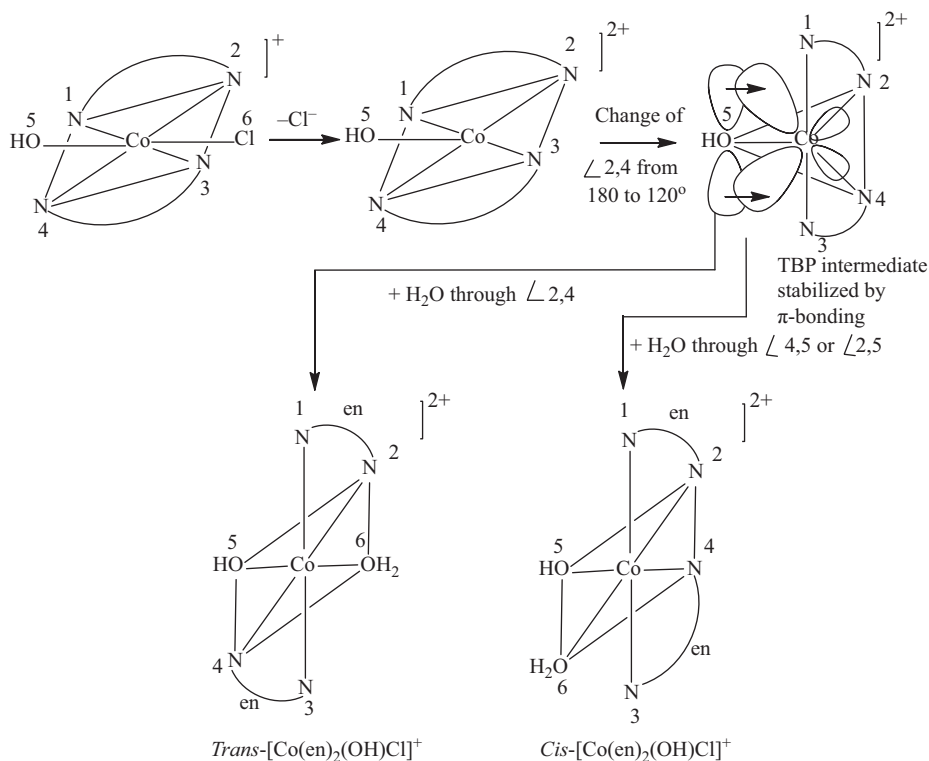 1
2
3
4
5
6
N
N
N
N
HO
Co
Cl
]+
–Cl–
1
2
3
4
5
N
N
N
N
HO
Co
]2+
Change of
∠2,4 from
180 to 120o
1
2
3
4
5
N
N
N
N
HO
Co
]2+
TBP intermediate
stabilized by
π-bonding
+ H2O through ∠2,4
+ H2O through ∠4,5 or ∠2,5
1
en
]2+
N
2
N
5
6
HO
Co
OH2
4
N
N
en
3
1
en
]2+
N
2
N
5
4
HO
Co
N
en
H2O
6
N
3
Trans-[Co(en)2(OH)Cl]+
Cis-[Co(en)2(OH)Cl]+